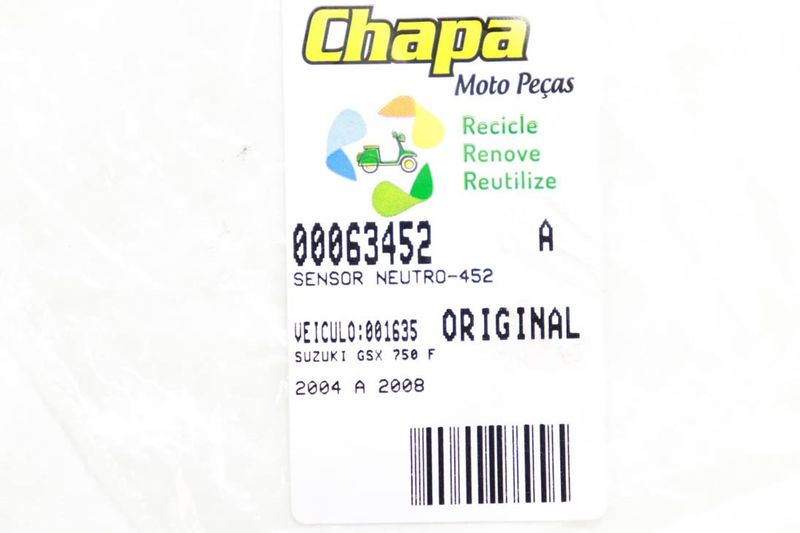 Chapa
Moto Peças
Recicle
Renove
Reutilize
00063452 A
SENSOR NEUTRO-452
VEICULO:001635 ORIGINAL
SUZUKI GSX 750 F
2004 A 2008